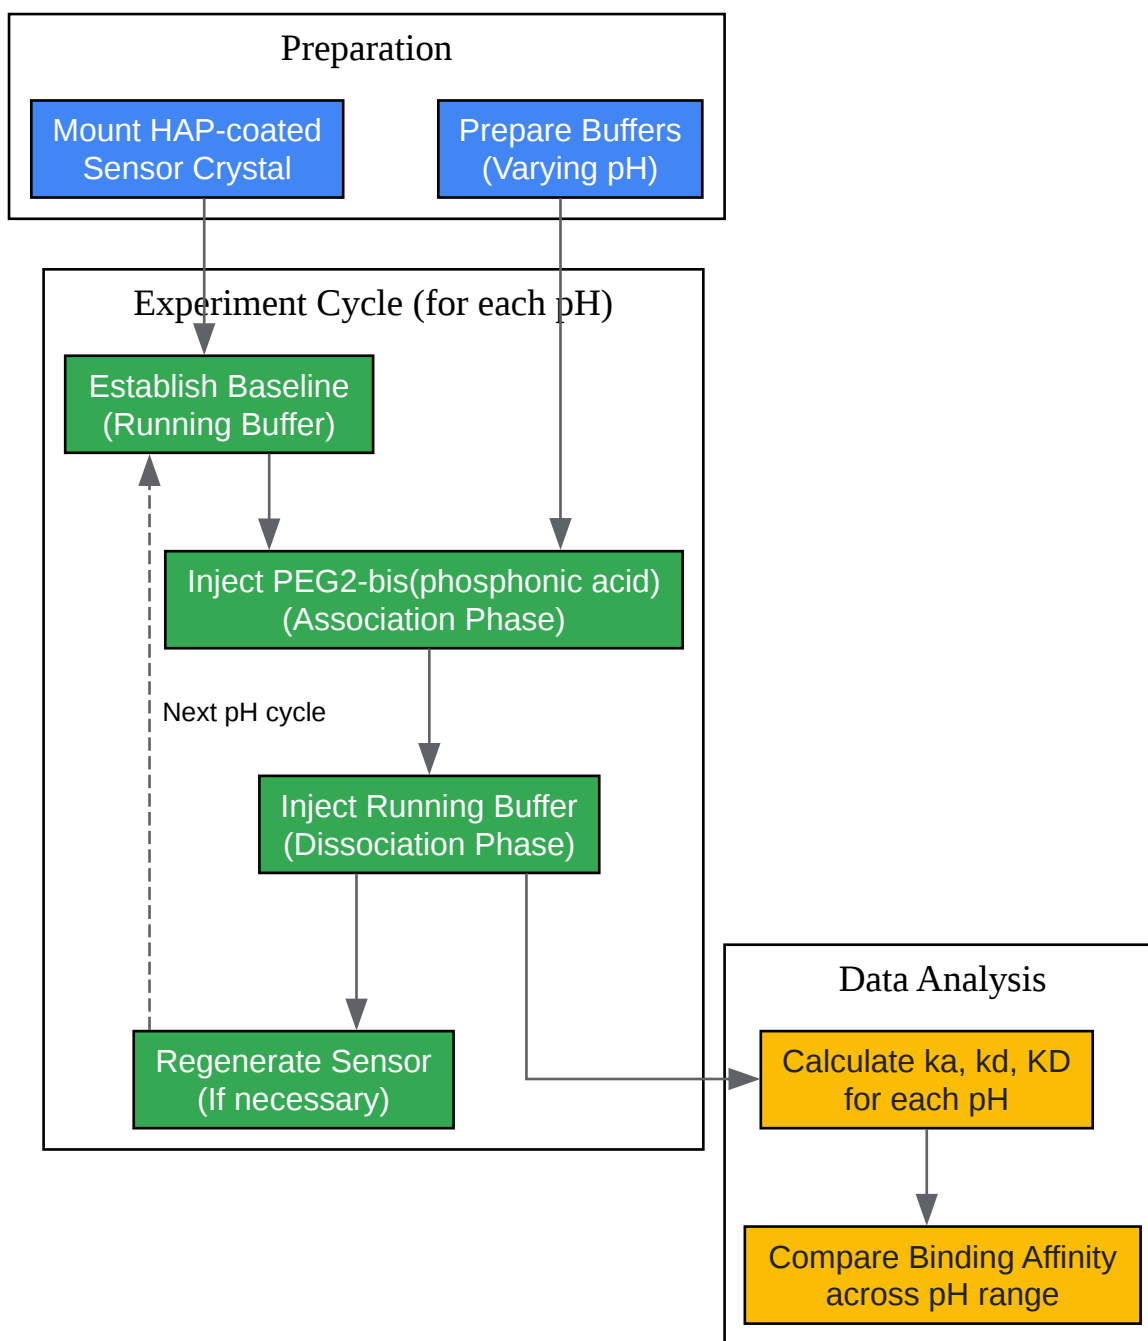 Preparation
Mount HAP-coated
Sensor Crystal
Prepare Buffers
(Varying pH)
Experiment Cycle (for each pH)
Establish Baseline
(Running Buffer)
Inject PEG2-bis(phosphonic acid)
(Association Phase)
Next pH cycle
Inject Running Buffer
(Dissociation Phase)
Regenerate Sensor
(If necessary)
Data Analysis
Calculate ka, kd, KD
for each pH
Compare Binding Affinity
across pH range